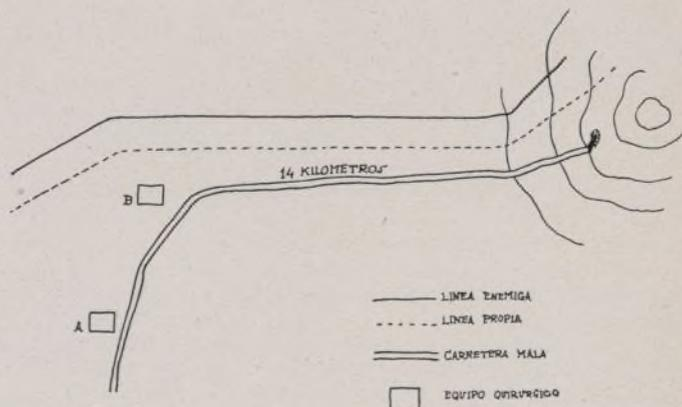 14 KILOMETROS
B
A
LINEA ENEMIGA
LINEA PROPIA
CARRETERA MALA
EQUIPO QUIRURGICO